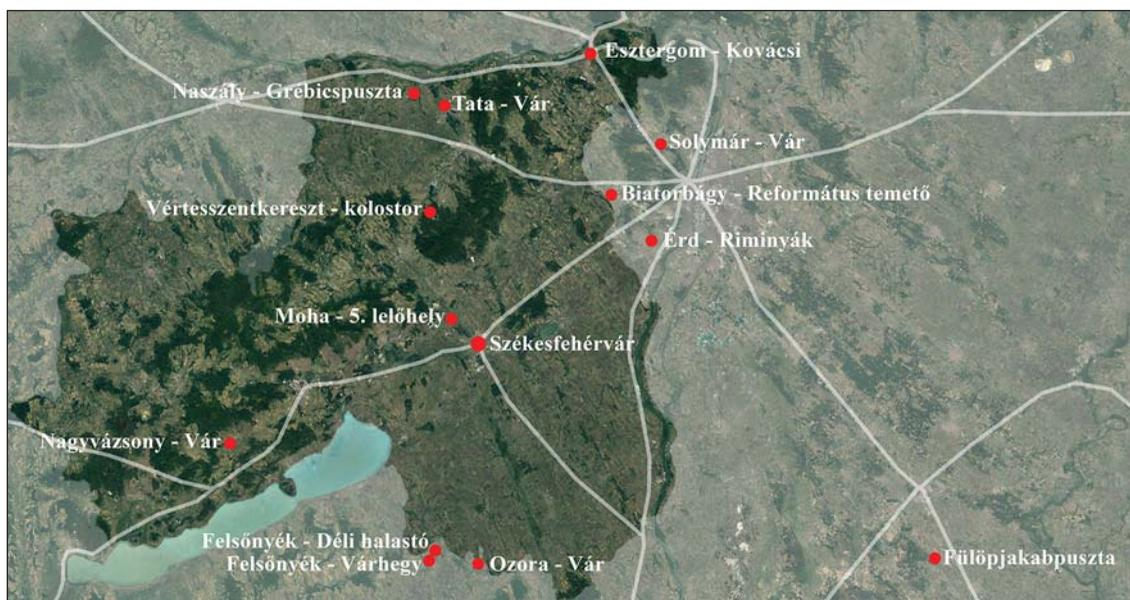 Esztergom - Kovácsi
Naszály - Grébicspuszta
Tata - Vár
Solymár - Vár
Biatorbágy - Református temető
Vértesszentkereszt - kolostor
Érd - Riminyák
Moha - 5. lelőhely
Székesfehérvár
Nagyvázsony - Vár
Felsőnyék - Déli halastó
Felsőnyék - Várhegy
Ozora - Vár
Fülöpjakabpuszta